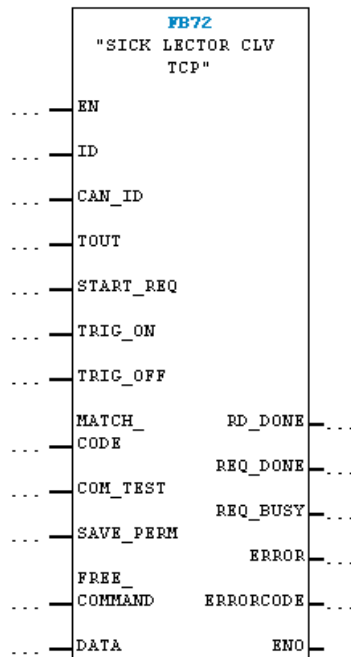 FB72
"SICK LECTOR CLV
TCP"
... EN
... ID
... CAN_ID
... TOUT
... START_REQ
... TRIG_ON
... TRIG_OFF
MATCH_ RD_DONE ...
... CODE
REQ_DONE ...
... COM_TEST
REQ_BUSY ...
... SAVE_PERM
ERROR ...
FREE_
... COMMAND ERRORCODE ...
... DATA ENO